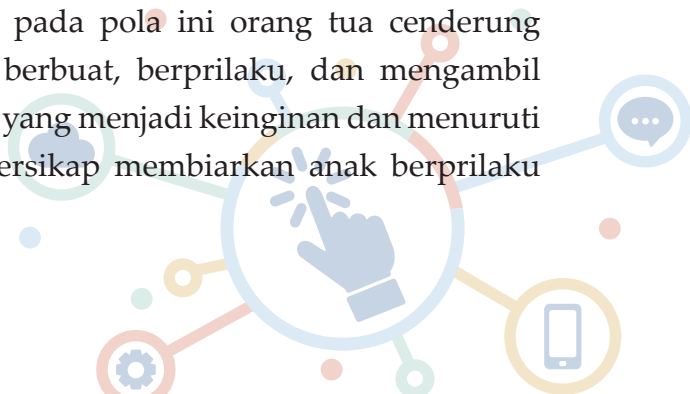 pada pola ini orang tua cenderung
berbuat, berprilaku, dan mengambil
yang menjadi keinginan dan menuruti
ersikap membiarkan anak berprilaku